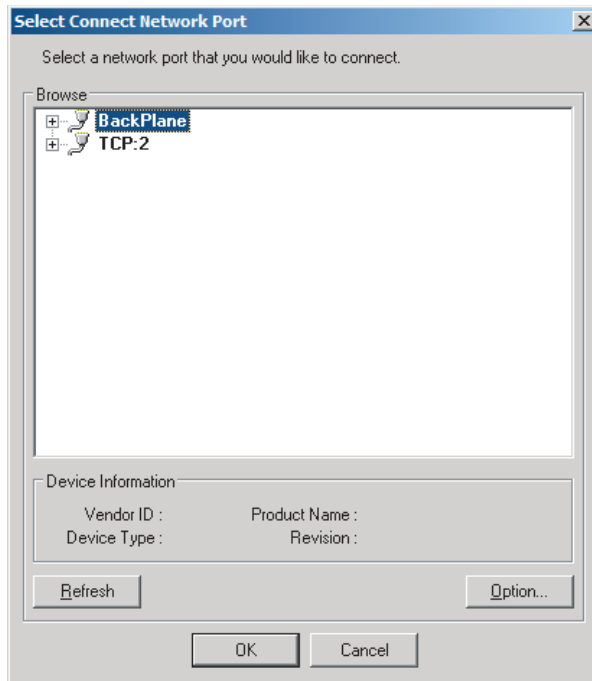 Select Connect Network Port
Select a network port that you would like to connect.
Browse
BackPlane
TCP:2
Device Information
Vendor ID : Product Name :
Device Type : Revision :
Refresh Option...
OK Cancel